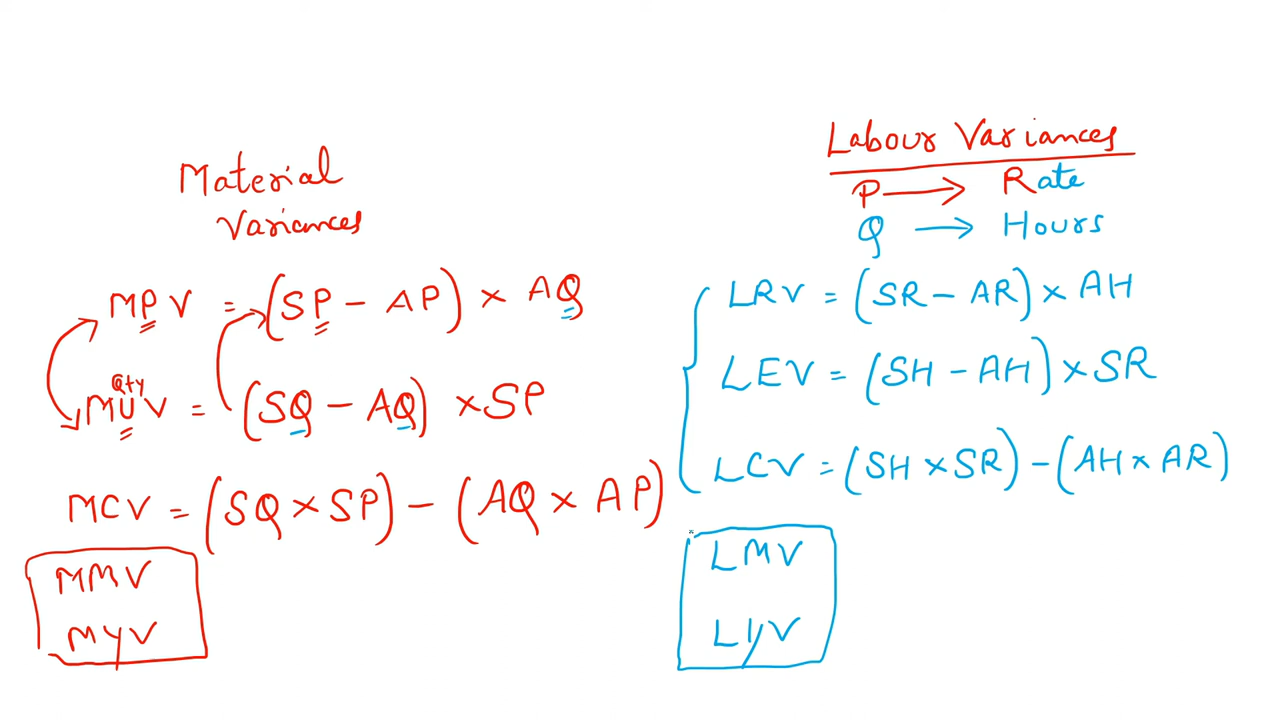 Material
Variances
MPV = (SP - AP) × AQ
Qty
MUV = (SQ - AQ) × SP
MCV = (SQ × SP) - (AQ × AP)
MMV
MYV
Labour Variances
P → Rate
Q → Hours
LRV = (SR - AR) × AH
LEV = (SH - AH) × SR
LCV = (SH × SR) - (AH × AR)
LMV
LYV